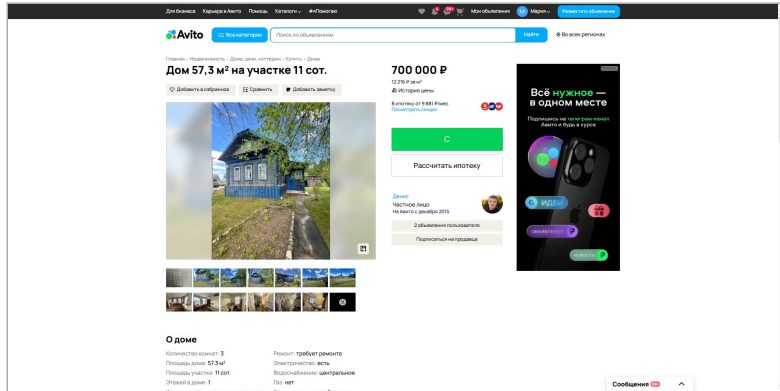 Для бизнеса Карьера в Авито Помощь Каталоги #яПомогаю
Мои объявления М Мария Разместить объявление
Avito Все категории Поиск по объявлениям Найти Во всех регионах
Главная · Недвижимость · Дома, дачи, коттеджи · Купить · Дома
Дом 57,3 м² на участке 11 сот.
Добавить в избранное Сравнить Добавить заметку
700 000 ₽
12 216 ₽ за м²
История цены
В ипотеку от 9 881 ₽/мес.
Посмотреть скидки
Рассчитать ипотеку
Денис
Частное лицо
На Авито с декабря 2015
2 объявления пользователя
Подписаться на продавца
Всё нужное —
в одном месте
Подпишись на телеграм-канал
Авито и будь в курсе
ИДЕИ
ОБЪЯВЛЕНИЯ
НОВОСТИ
О доме
Количество комнат: 3
Площадь дома: 57.3 м²
Площадь участка: 11 сот.
Этажей в доме: 1
Ремонт: требует ремонта
Электричество: есть
Водоснабжение: центральное
Газ: нет
Сообщения